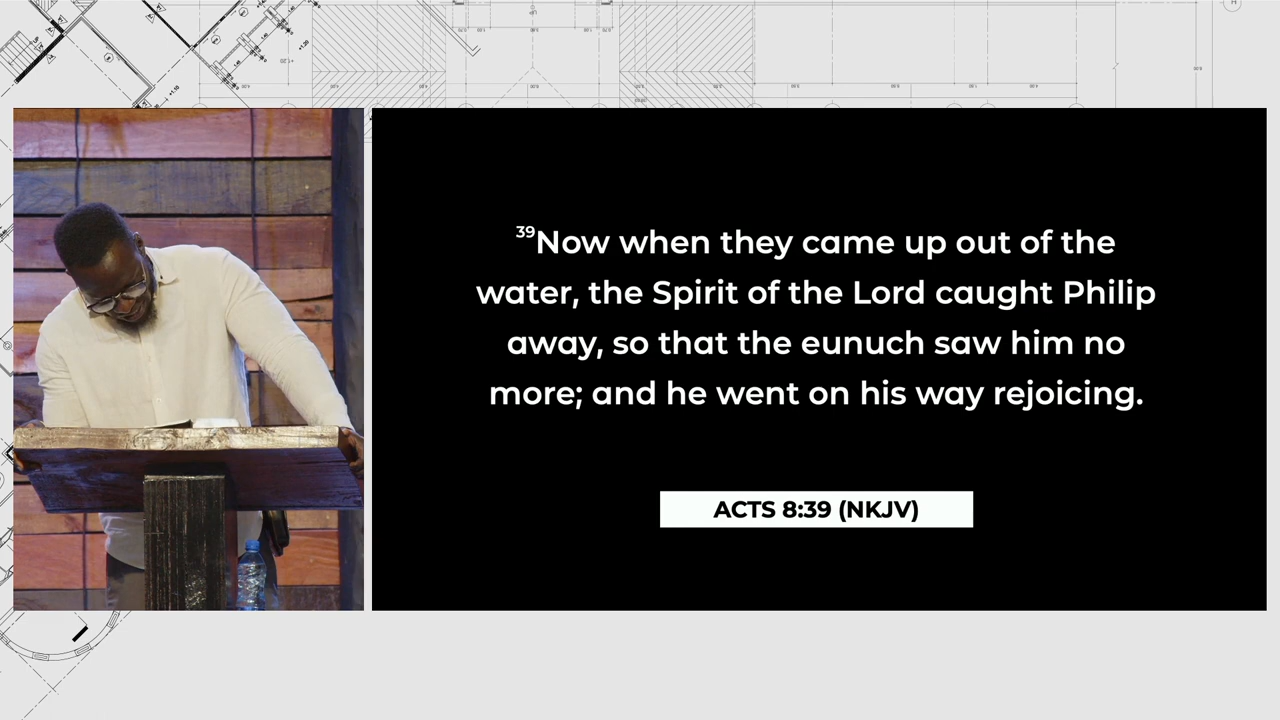 39Now when they came up out of the
water, the Spirit of the Lord caught Philip
away, so that the eunuch saw him no
more; and he went on his way rejoicing.
ACTS 8:39 (NKJV)